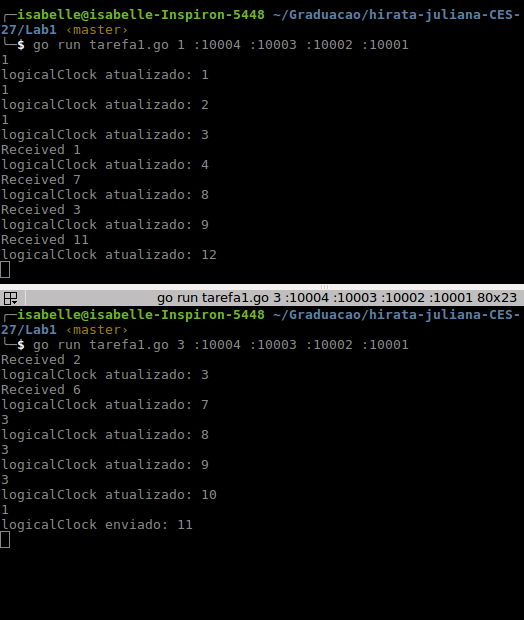 ╭─isabelle@isabelle-Inspiron-5448 ~/Graduacao/hirata-juliana-CES-
27/Lab1 ‹master›
╰─$ go run tarefa1.go 1 :10004 :10003 :10002 :10001
1
logicalClock atualizado: 1
1
logicalClock atualizado: 2
1
logicalClock atualizado: 3
Received 1
logicalClock atualizado: 4
Received 7
logicalClock atualizado: 8
Received 3
logicalClock atualizado: 9
Received 11
logicalClock atualizado: 12
go run tarefa1.go 3 :10004 :10003 :10002 :10001 80x23
╭─isabelle@isabelle-Inspiron-5448 ~/Graduacao/hirata-juliana-CES-
27/Lab1 ‹master›
╰─$ go run tarefa1.go 3 :10004 :10003 :10002 :10001
Received 2
logicalClock atualizado: 3
Received 6
logicalClock atualizado: 7
3
logicalClock atualizado: 8
3
logicalClock atualizado: 9
3
logicalClock atualizado: 10
1
logicalClock enviado: 11